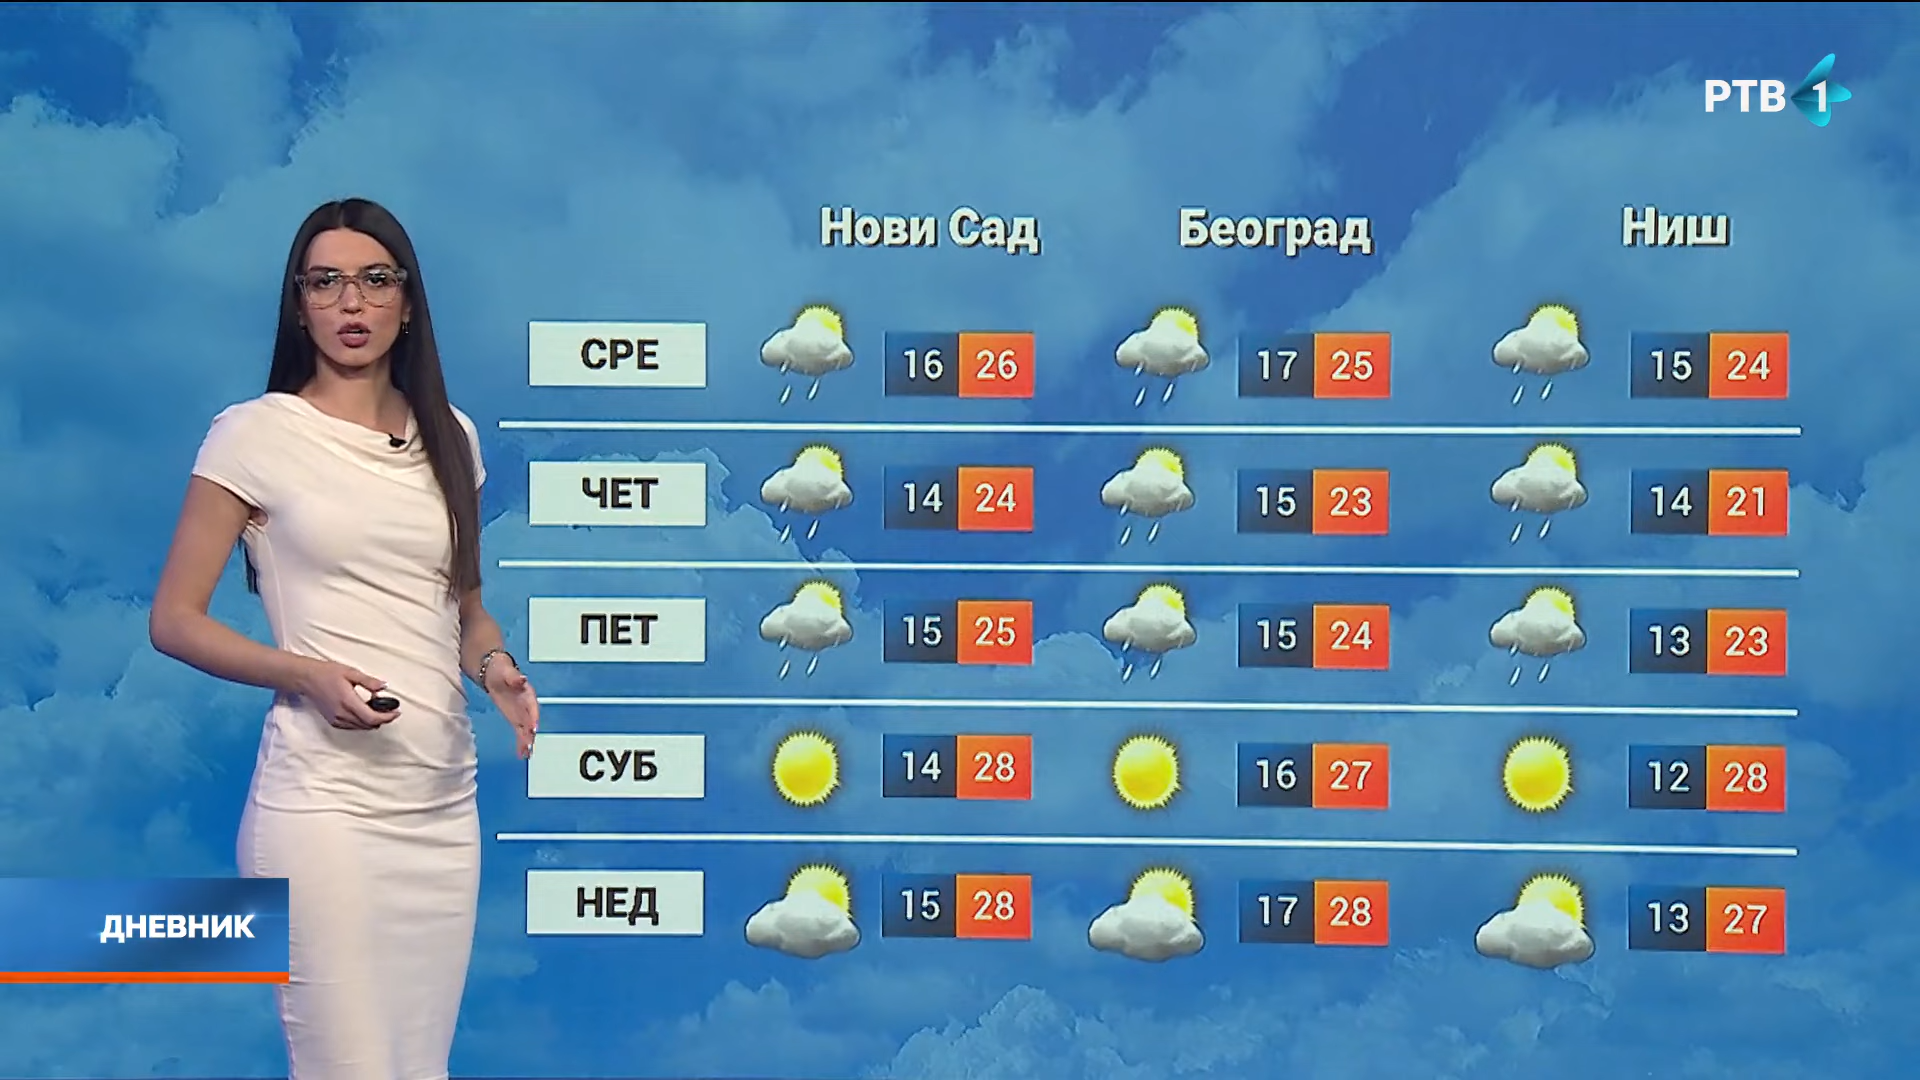 РТВ 1
Нови Сад Београд Ниш
СРЕ 16 26 17 25 15 24
ЧЕТ 14 24 15 23 14 21
ПЕТ 15 25 15 24 13 23
СУБ 14 28 16 27 12 28
НЕД 15 28 17 28 13 27
ДНЕВНИК